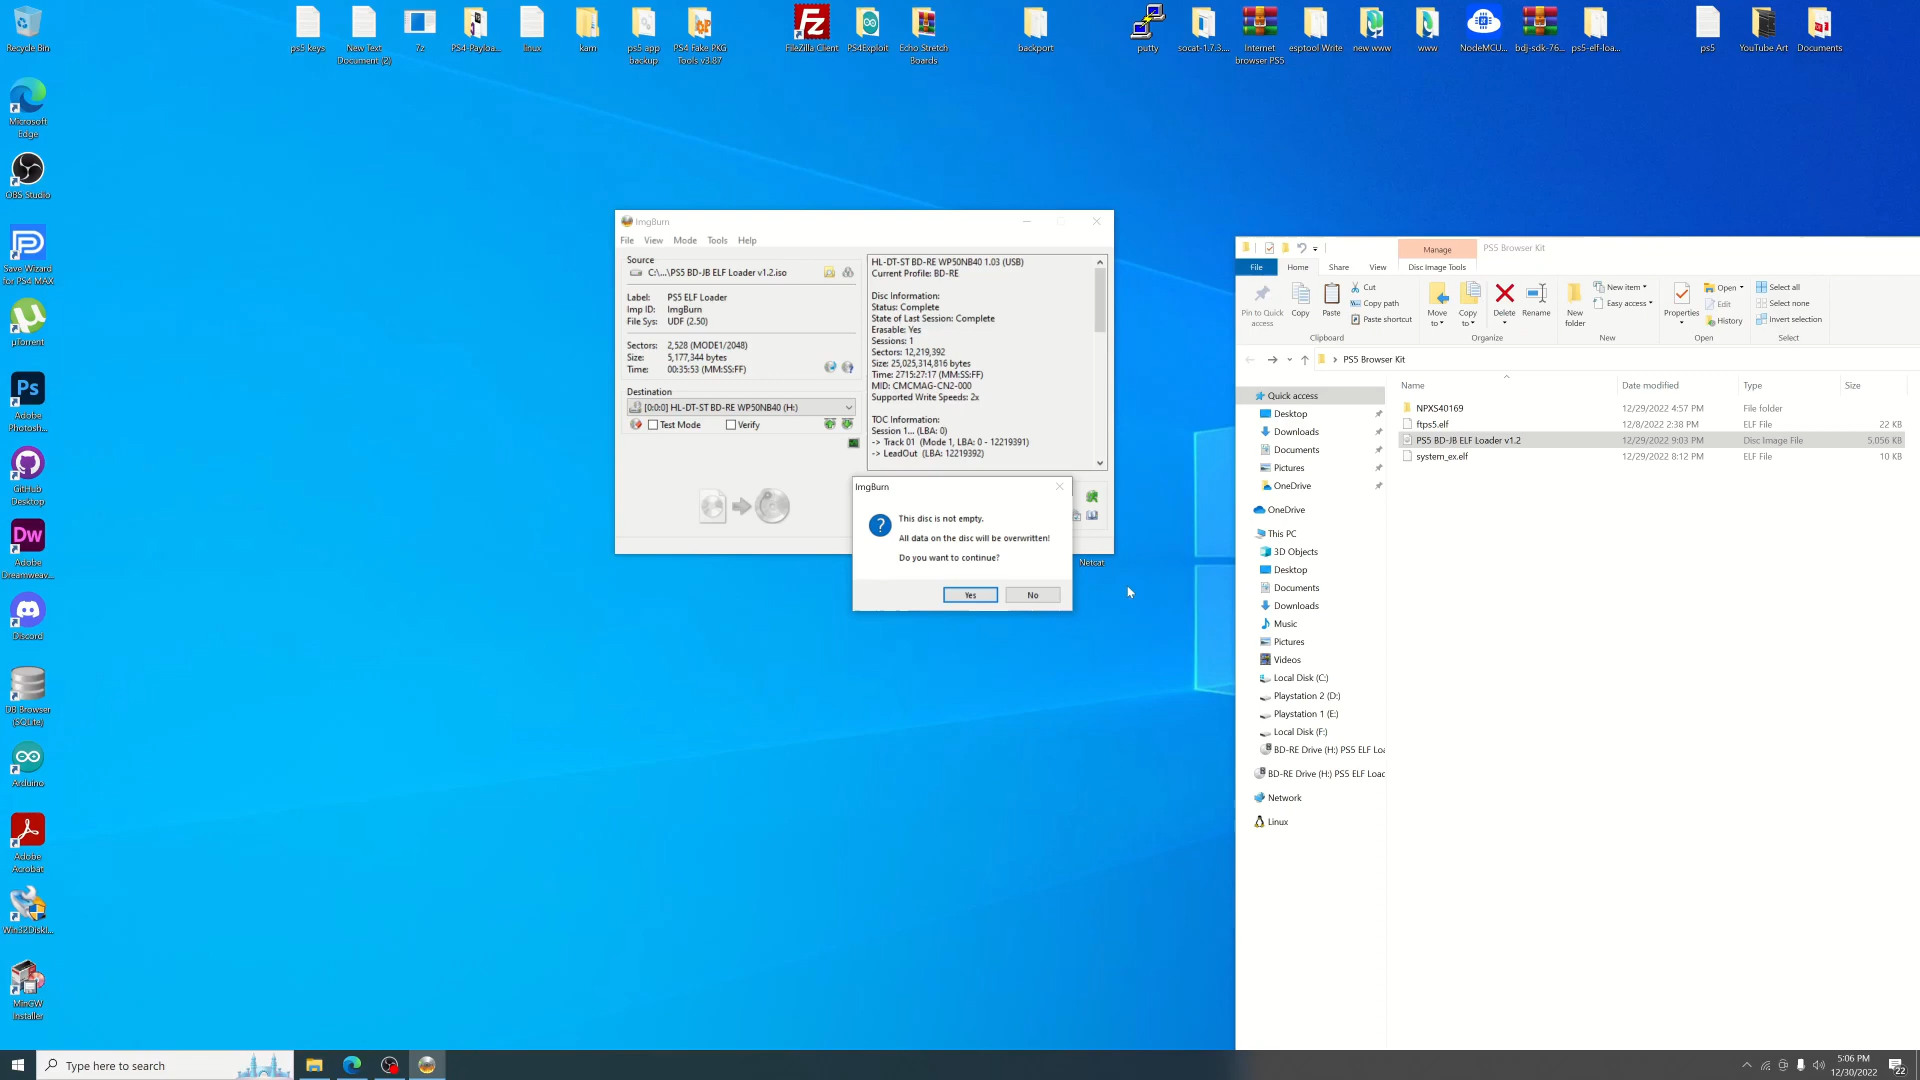 Recycle Bin
ps5 keys
New Text
Document (2)
7z
PS4-Payloa...
linux
kam
ps5 app
backup
PS4 Fake PKG
Tools v3.87
FileZilla Client
PS4Exploit
Echo Stretch
Boards
backport
putty
socat-1.7.3....
Internet
browser PS5
esptool Write
new www
www
NodeMCU...
bdj-sdk-76...
ps5-elf-loa...
ps5
YouTube Art
Documents
Microsoft
Edge
OBS Studio
Save Wizard
for PS4 MAX
µTorrent
Adobe
Photosh...
GitHub
Desktop
Adobe
Dreamweav...
Discord
DB Browser
(SQLite)
Arduino
Adobe
Acrobat
Win32DiskI...
MinGW
Installer
Netcat
ImgBurn
File View Mode Tools Help
Source
C:\...\PS5 BD-JB ELF Loader v1.2.iso
Label: PS5 ELF Loader
Imp ID: ImgBurn
File Sys: UDF (2.50)
Sectors: 2,528 (MODE1/2048)
Size: 5,177,344 bytes
Time: 00:35:53 (MM:SS:FF)
Destination
[0:0:0] HL-DT-ST BD-RE WP50NB40 (H:)
Test Mode Verify
HL-DT-ST BD-RE WP50NB40 1.03 (USB)
Current Profile: BD-RE
Disc Information:
Status: Complete
State of Last Session: Complete
Erasable: Yes
Sessions: 1
Sectors: 12,219,392
Size: 25,025,314,816 bytes
Time: 2715:27:17 (MM:SS:FF)
MID: CMCMAG-CN2-000
Supported Write Speeds: 2x
TOC Information:
Session 1... (LBA: 0)
-> Track 01 (Mode 1, LBA: 0 - 12219391)
-> LeadOut (LBA: 12219392)
ImgBurn
This disc is not empty.
All data on the disc will be overwritten!
Do you want to continue?
Yes No
Manage
PS5 Browser Kit
File Home Share View Disc Image Tools
Pin to Quick
access
Copy
Paste
Cut
Copy path
Paste shortcut
Clipboard
Move
to
Copy
to
Delete
Rename
Organize
New
folder
New item
Easy access
New
Properties
Open
Edit
History
Open
Select all
Select none
Invert selection
Select
PS5 Browser Kit
Name Date modified Type Size
NPXS40169 12/29/2022 4:57 PM File folder
ftps5.elf 12/8/2022 2:38 PM ELF File 22 KB
PS5 BD-JB ELF Loader v1.2 12/29/2022 9:03 PM Disc Image File 5,056 KB
system_ex.elf 12/29/2022 8:12 PM ELF File 10 KB
Quick access
Desktop
Downloads
Documents
Pictures
OneDrive
OneDrive
This PC
3D Objects
Desktop
Documents
Downloads
Music
Pictures
Videos
Local Disk (C:)
Playstation 2 (D:)
Playstation 1 (E:)
Local Disk (F:)
BD-RE Drive (H:) PS5 ELF Loa
BD-RE Drive (H:) PS5 ELF Loac
Network
Linux
Type here to search
5:06 PM
12/30/2022
22